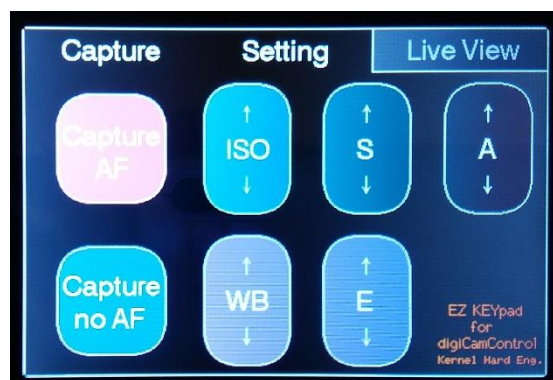 Capture Setting Live View
Capture
AF
↑
ISO
↓
↑
S
↓
↑
A
↓
Capture
no AF
↑
WB
↓
↑
E
↓
EZ KEYpad
for
digiCamControl
Kernel Hard Eng.